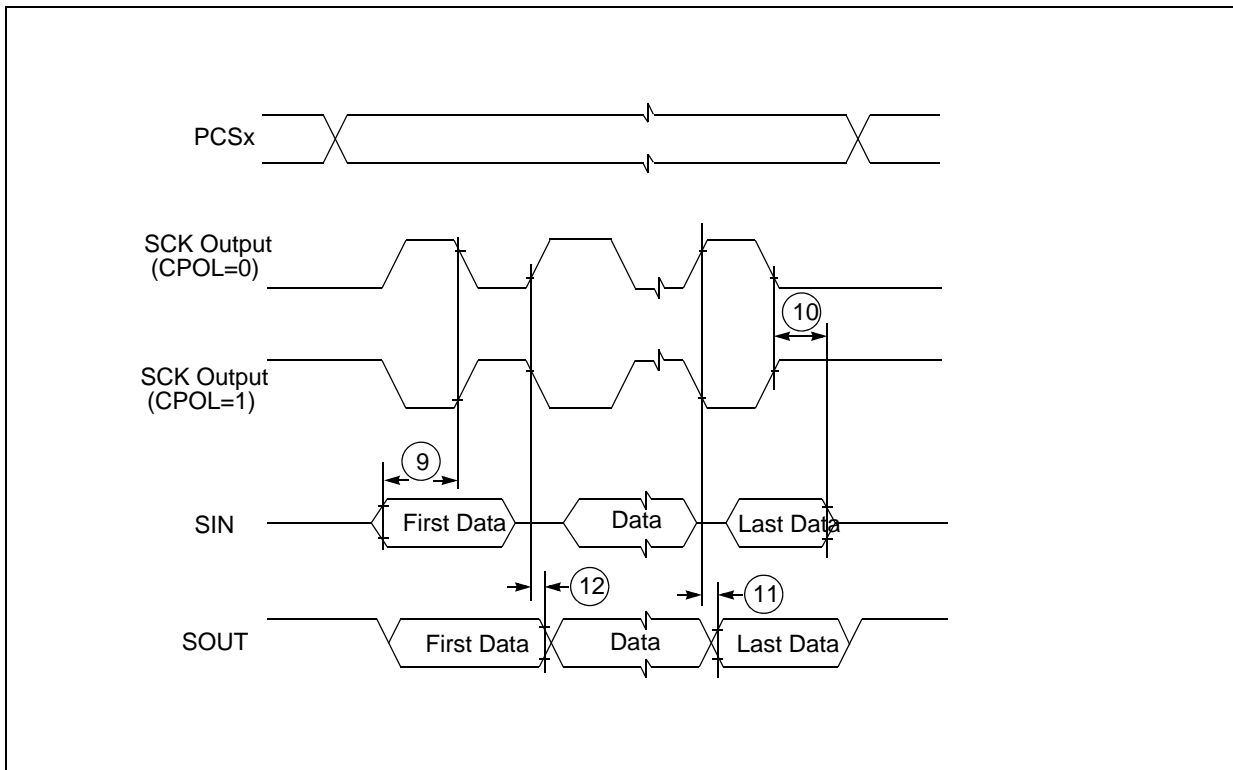 PCSx
SCK Output
(CPOL=0)
10
SCK Output
(CPOL=1)
9
SIN
First Data
Data
Last Data
12
11
SOUT
First Data
Data
Last Data